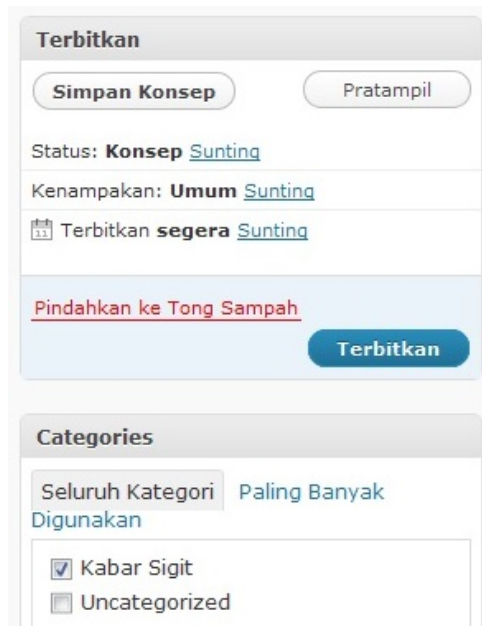 Terbitkan
Simpan Konsep Pratampil
Status: Konsep Sunting
Kenampakan: Umum Sunting
11 Terbitkan segera Sunting
Pindahkan ke Tong Sampah
Terbitkan
Categories
Seluruh Kategori Paling Banyak
Digunakan
Kabar Sigit
Uncategorized